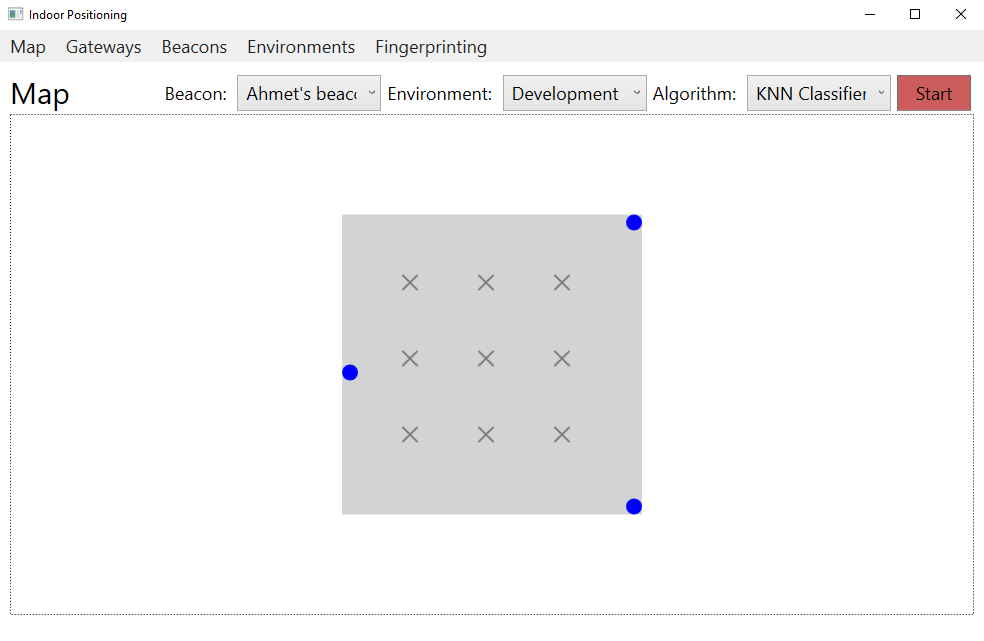 Indoor Positioning
Map Gateways Beacons Environments Fingerprinting
Map Beacon: Ahmet's beac Environment: Development Algorithm: KNN Classifier Start